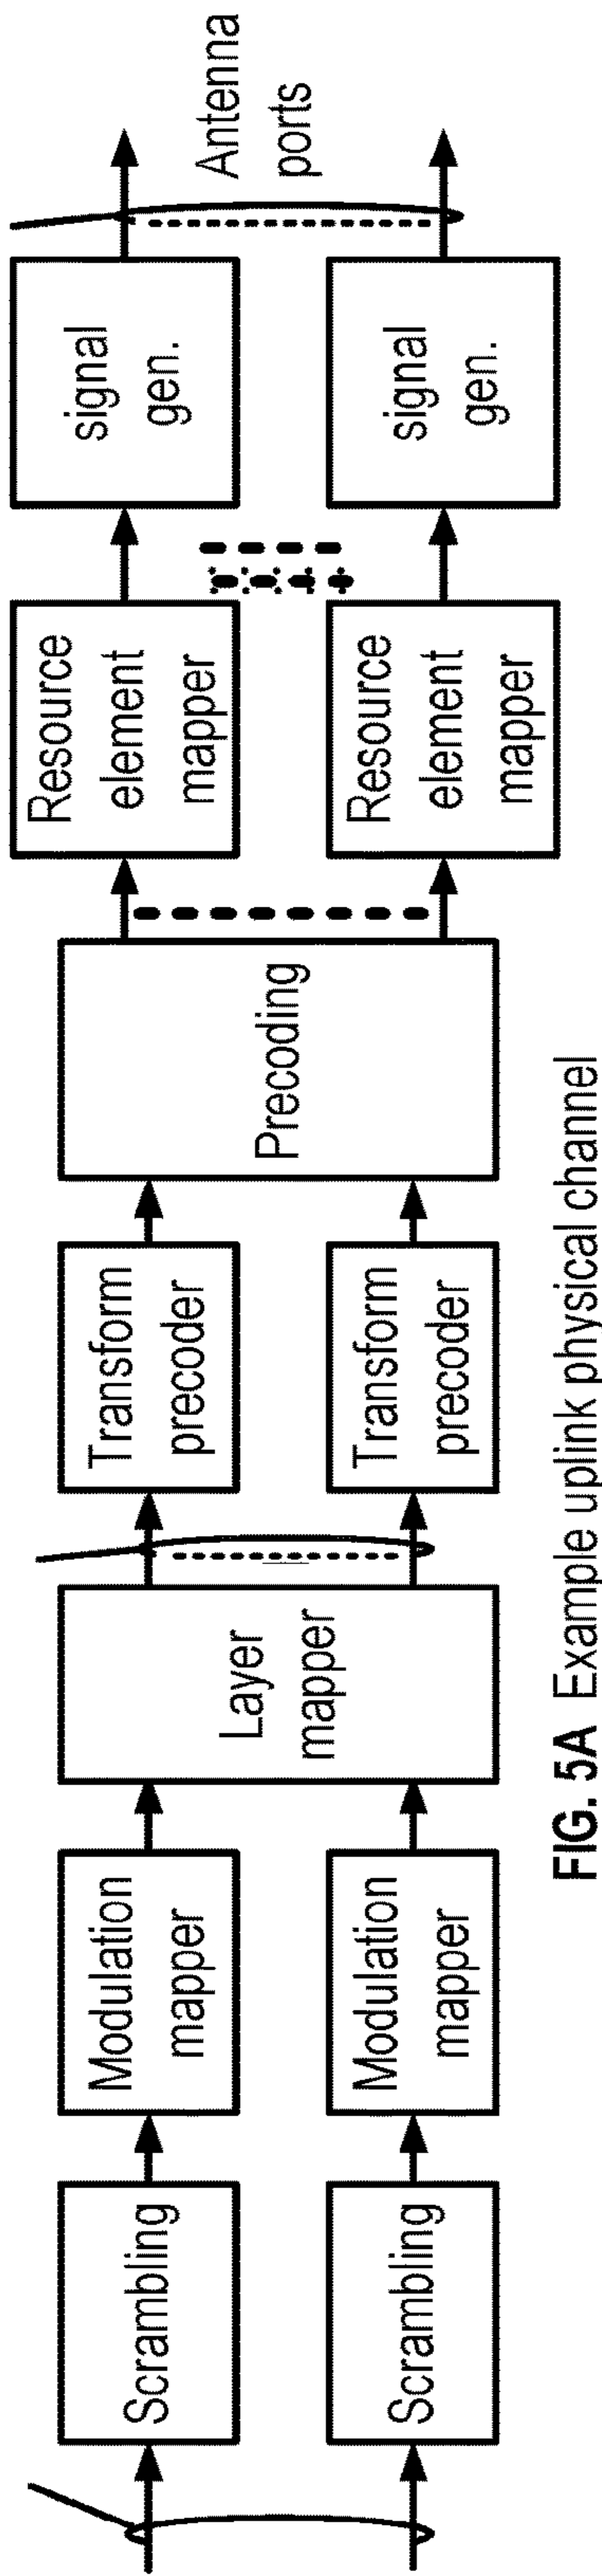 Scrambling
Scrambling
Modulation
mapper
Modulation
mapper
Layer
mapper
Transform
precoder
Transform
precoder
Precoding
Resource
element
mapper
Resource
element
mapper
signal
gen.
signal
gen.
Antenna
ports
FIG. 5A Example uplink physical channel